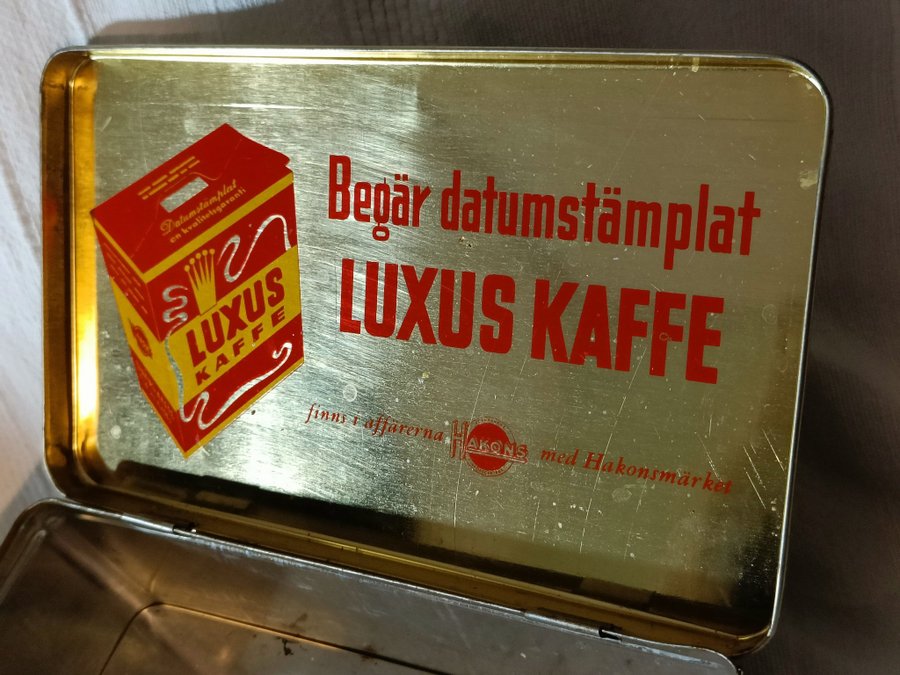 Datumstämplat
en kvalitetsgaranti
LUXUS
KAFFE
Begär datumstämplat
LUXUS KAFFE
finns i affärerna HAKONS med Hakonsmärket